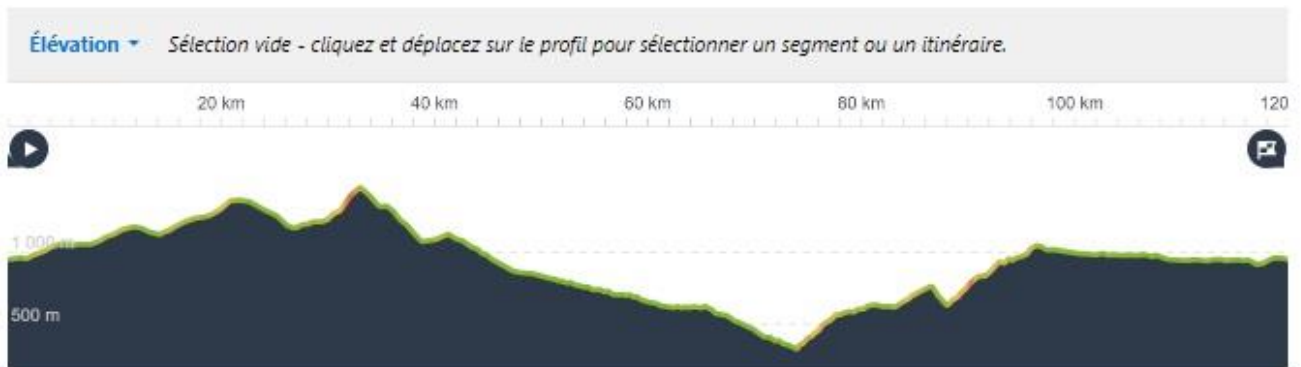 Élévation Sélection vide - cliquez et déplacez sur le profil pour sélectionner un segment ou un itinéraire.
20 km 40 km 60 km 80 km 100 km 120
1 000 m
500 m